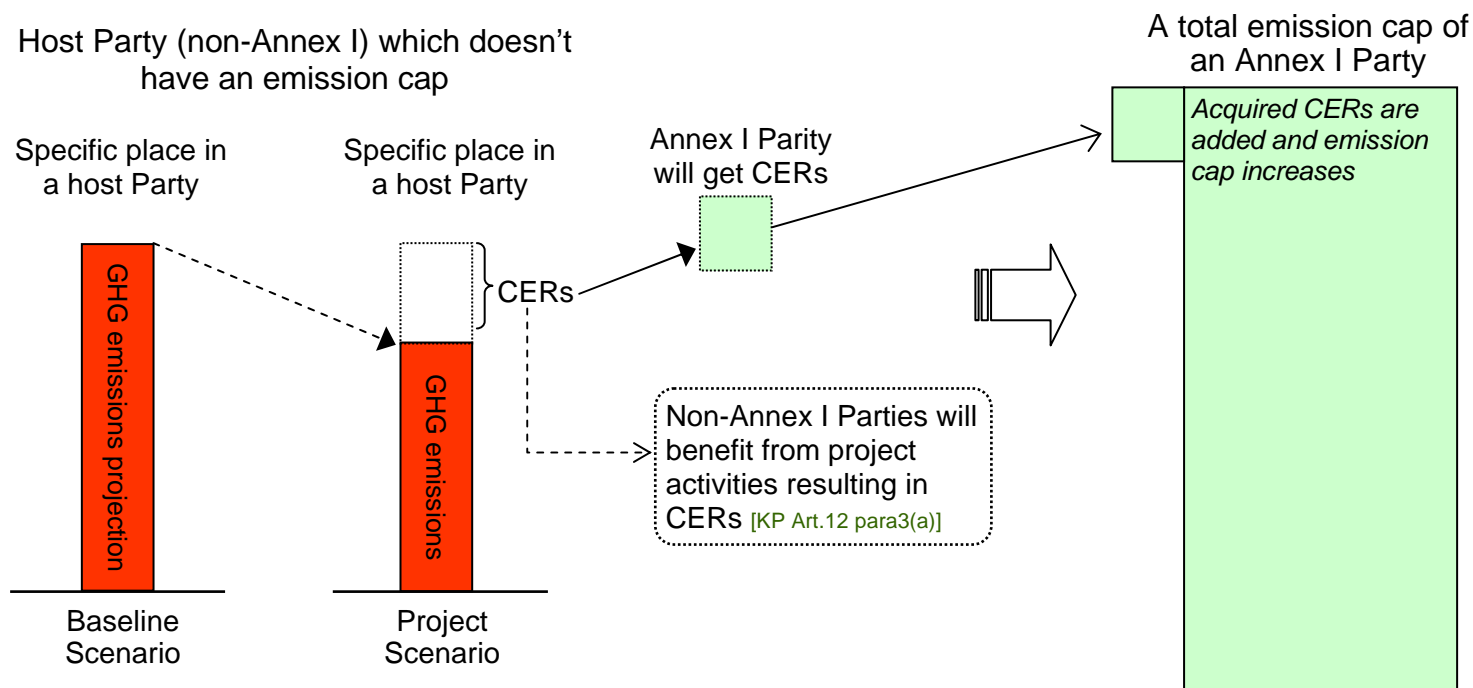 Host Party (non-Annex I) which doesn't
have an emission cap
A total emission cap of
an Annex I Party
Specific place in
a host Party
Specific place in
a host Party
Annex I Parity
will get CERs
Acquired CERs are
added and emission
cap increases
GHG emissions projection
GHG emissions
CERs
Non-Annex I Parties will
benefit from project
activities resulting in
CERs [KP Art.12 para3(a)]
Baseline
Scenario
Project
Scenario